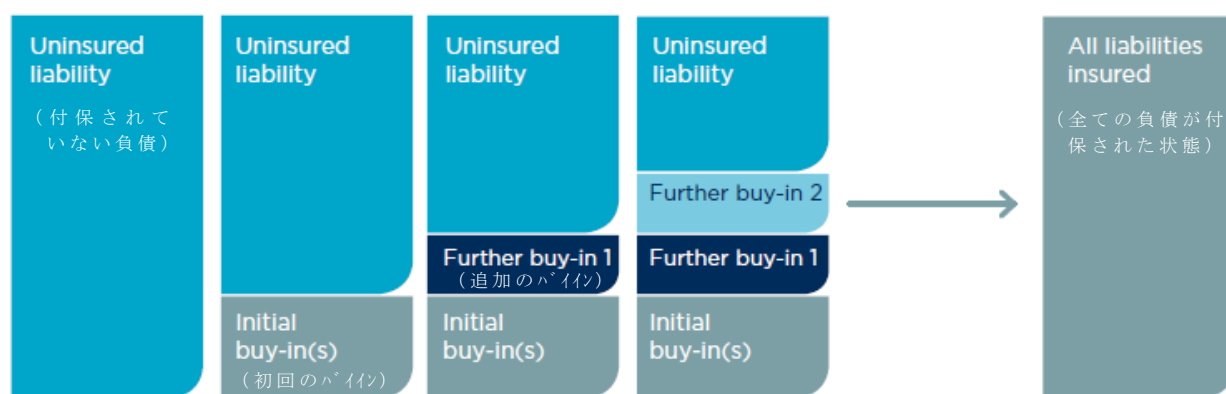 Uninsured
liability
(付保されて
いない負債)
Uninsured
liability
Initial
buy-in(s)
(初回のﾊﾞｲｲﾝ)
Uninsured
liability
Further buy-in 1
(追加のﾊﾞｲｲﾝ)
Initial
buy-in(s)
Uninsured
liability
Further buy-in 2
Further buy-in 1
Initial
buy-in(s)
All liabilities
insured
(全ての負債が付
保された状態)